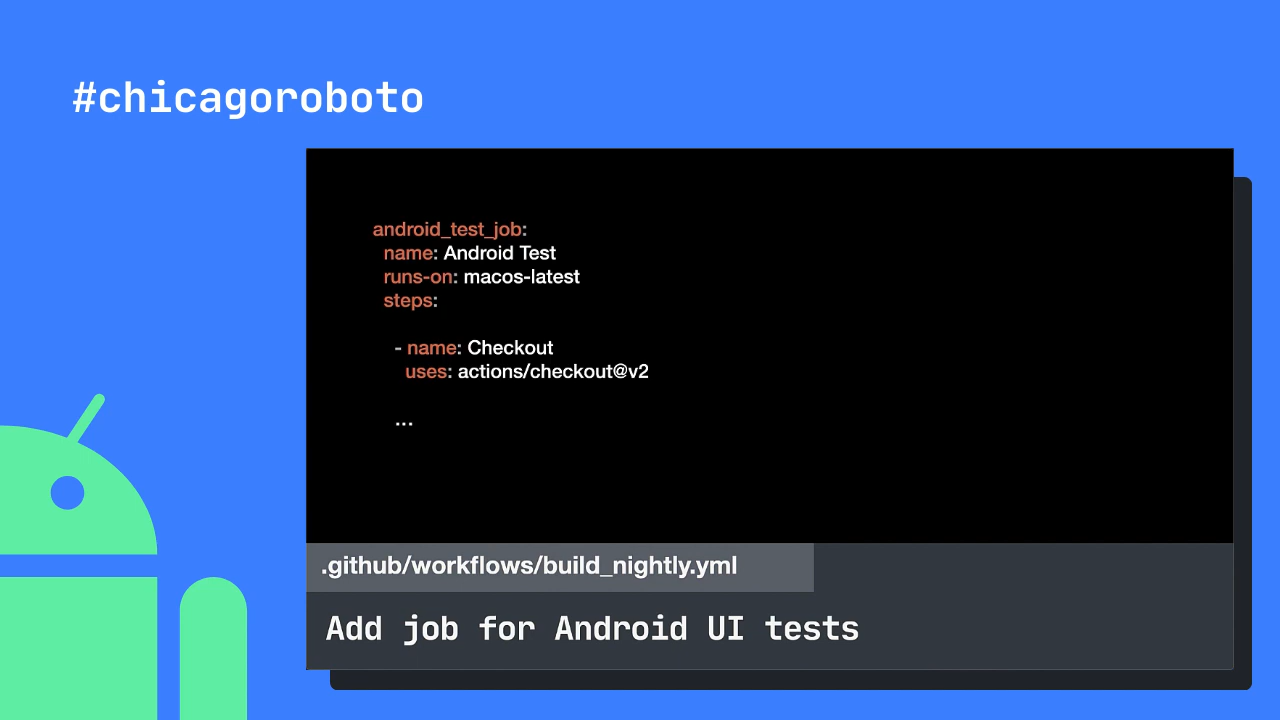 #chicagoroboto
android_test_job:
name: Android Test
runs-on: macos-latest
steps:
- name: Checkout
uses: actions/checkout@v2
...
.github/workflows/build_nightly.yml
Add job for Android UI tests